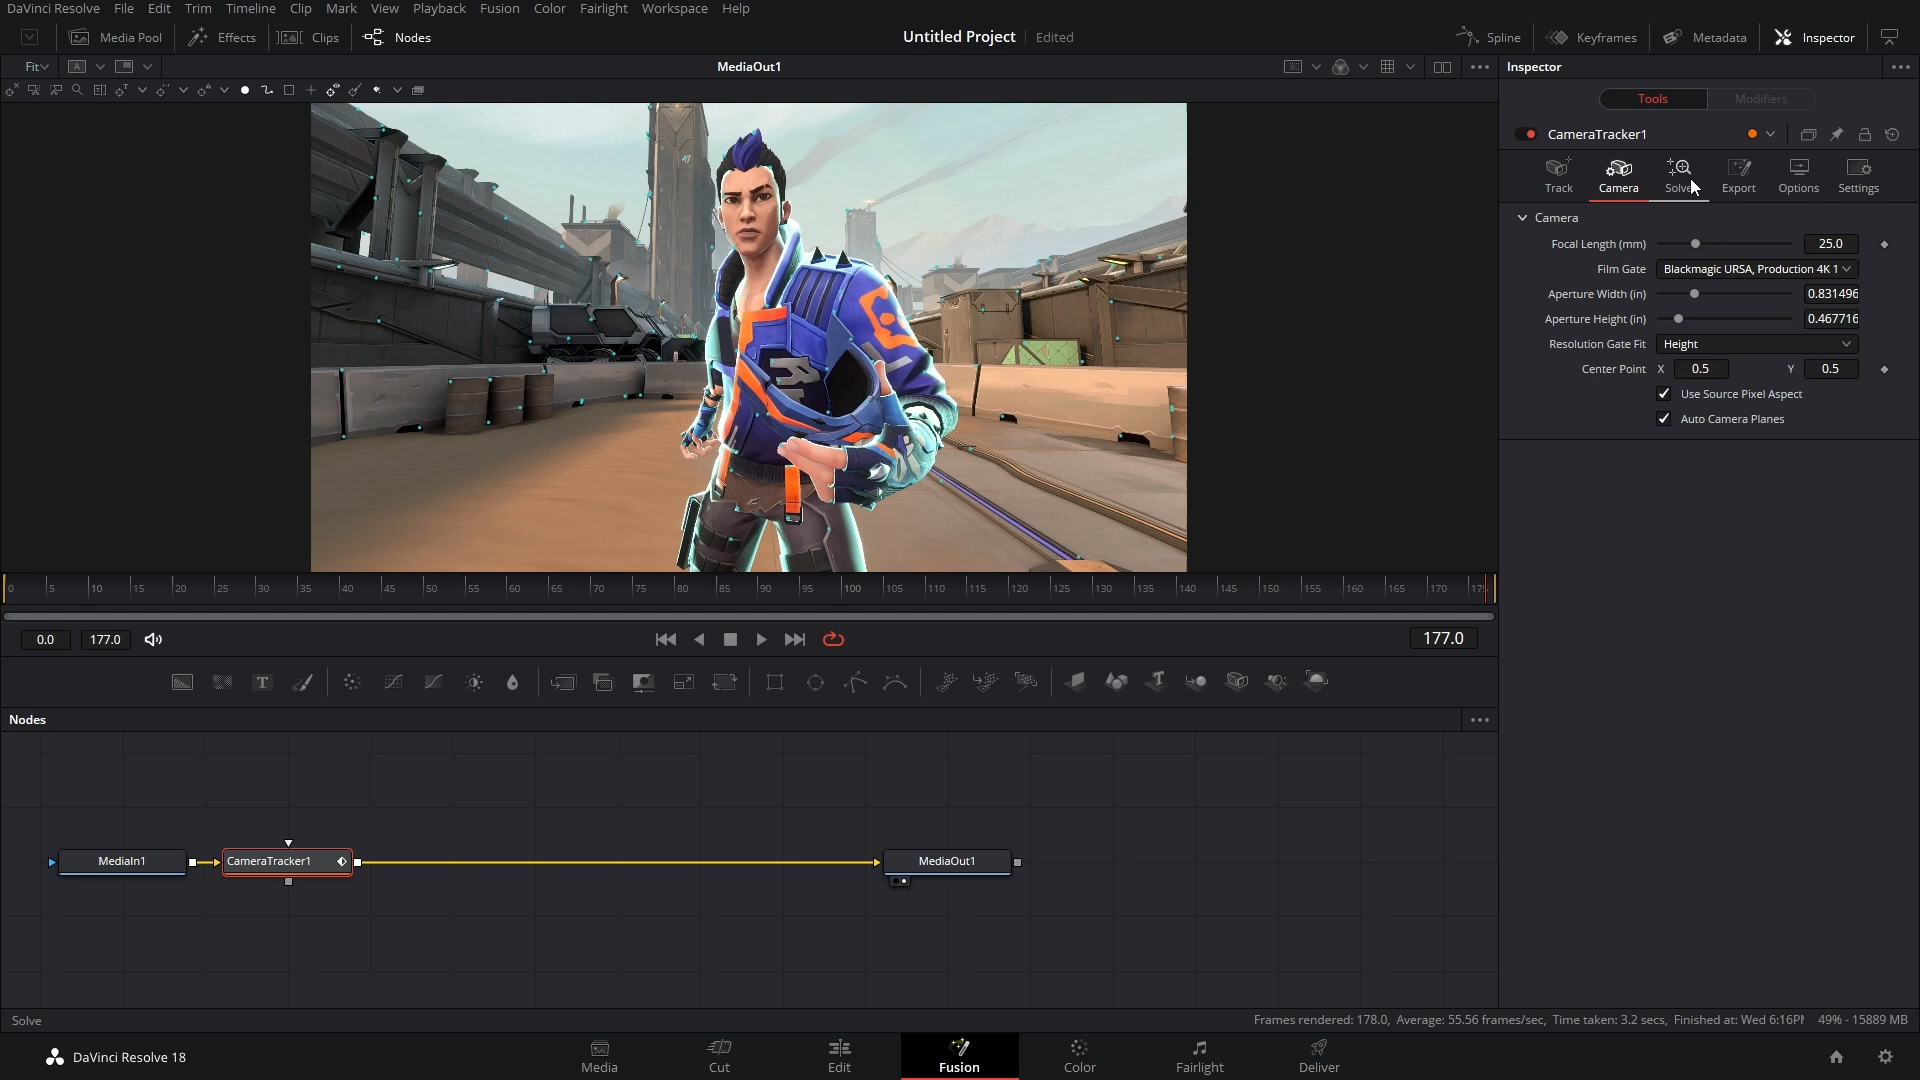 DaVinci Resolve File Edit Trim Timeline Clip Mark View Playback Fusion Color Fairlight Workspace Help
Media Pool Effects Clips Nodes Untitled Project Edited Spline Keyframes Metadata Inspector
Fit A MediaOut1 Inspector
Tools Modifiers
CameraTracker1
Track Camera Solve Export Options Settings
Camera
Focal Length (mm) 25.0
Film Gate Blackmagic URSA, Production 4K 1
Aperture Width (in) 0.831496
Aperture Height (in) 0.467716
Resolution Gate Fit Height
Center Point X 0.5 Y 0.5
Use Source Pixel Aspect
Auto Camera Planes
47
0 5 10 15 20 25 30 35 40 45 50 55 60 65 70 75 80 85 90 95 100 105 110 115 120 125 130 135 140 145 150 155 160 165 170
0.0 177.0 177.0
T T
Nodes
MediaIn1 CameraTracker1 MediaOut1
Solve Frames rendered: 178.0, Average: 55.56 frames/sec, Time taken: 3.2 secs, Finished at: Wed 6:16 49% - 15889 MB
DaVinci Resolve 18 Media Cut Edit Fusion Color Fairlight Deliver